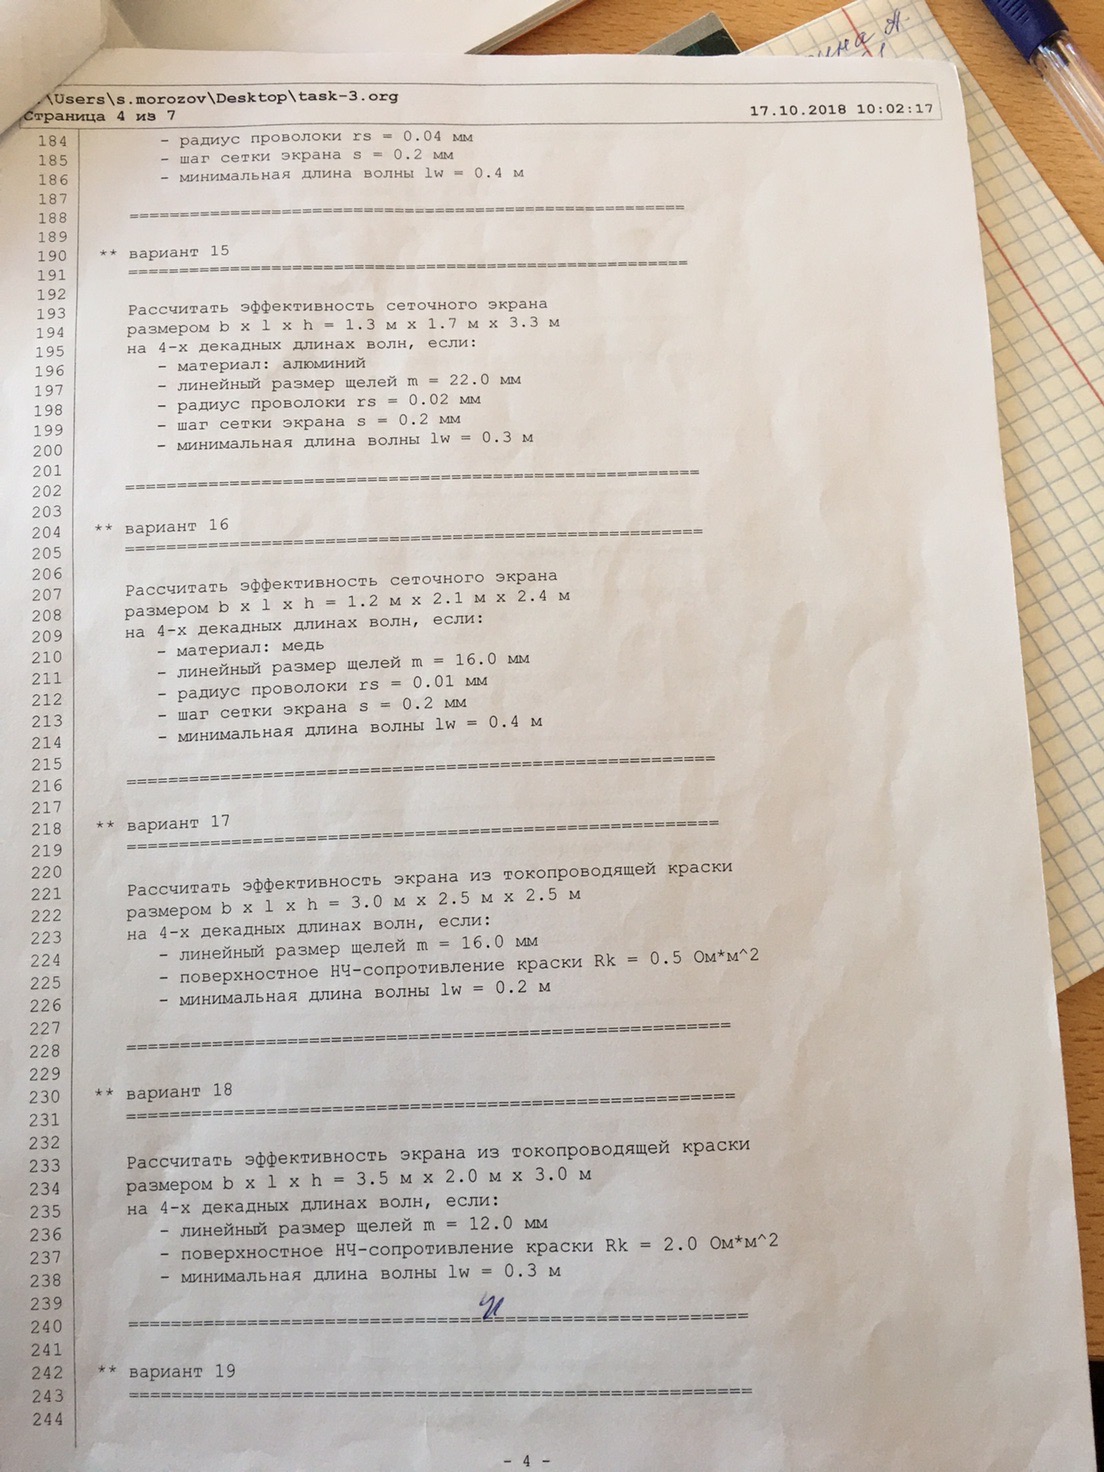 \Users\s.morozov\Desktop\task-3.org
Страница 4 из 7
17.10.2018 10:02:17
184 - радиус проволоки rs = 0.04 мм
185 - шаг сетки экрана s = 0.2 мм
186 - минимальная длина волны lw = 0.4 м
187
188 =======================================================
189
190 ** вариант 15
191 =======================================================
192
193 Рассчитать эффективность сеточного экрана
194 размером b x l x h = 1.3 м x 1.7 м x 3.3 м
195 на 4-х декадных длинах волн, если:
196 - материал: алюминий
197 - линейный размер щелей m = 22.0 мм
198 - радиус проволоки rs = 0.02 мм
199 - шаг сетки экрана s = 0.2 мм
200 - минимальная длина волны lw = 0.3 м
201
202 =======================================================
203
204 ** вариант 16
205 =======================================================
206
207 Рассчитать эффективность сеточного экрана
208 размером b x l x h = 1.2 м x 2.1 м x 2.4 м
209 на 4-х декадных длинах волн, если:
210 - материал: медь
211 - линейный размер щелей m = 16.0 мм
212 - радиус проволоки rs = 0.01 мм
213 - шаг сетки экрана s = 0.2 мм
214 - минимальная длина волны lw = 0.4 м
215
216 =======================================================
217
218 ** вариант 17
219 =======================================================
220
221 Рассчитать эффективность экрана из токопроводящей краски
222 размером b x l x h = 3.0 м x 2.5 м x 2.5 м
223 на 4-х декадных длинах волн, если:
224 - линейный размер щелей m = 16.0 мм
225 - поверхностное НЧ-сопротивление краски Rk = 0.5 Ом*м^2
226 - минимальная длина волны lw = 0.2 м
227
228 =======================================================
229
230 ** вариант 18
231 =======================================================
232
233 Рассчитать эффективность экрана из токопроводящей краски
234 размером b x l x h = 3.5 м x 2.0 м x 3.0 м
235 на 4-х декадных длинах волн, если:
236 - линейный размер щелей m = 12.0 мм
237 - поверхностное НЧ-сопротивление краски Rk = 2.0 Ом*м^2
238 - минимальная длина волны lw = 0.3 м
239
240 =======================================================
241
242 ** вариант 19
243 =======================================================
244
- 4 -